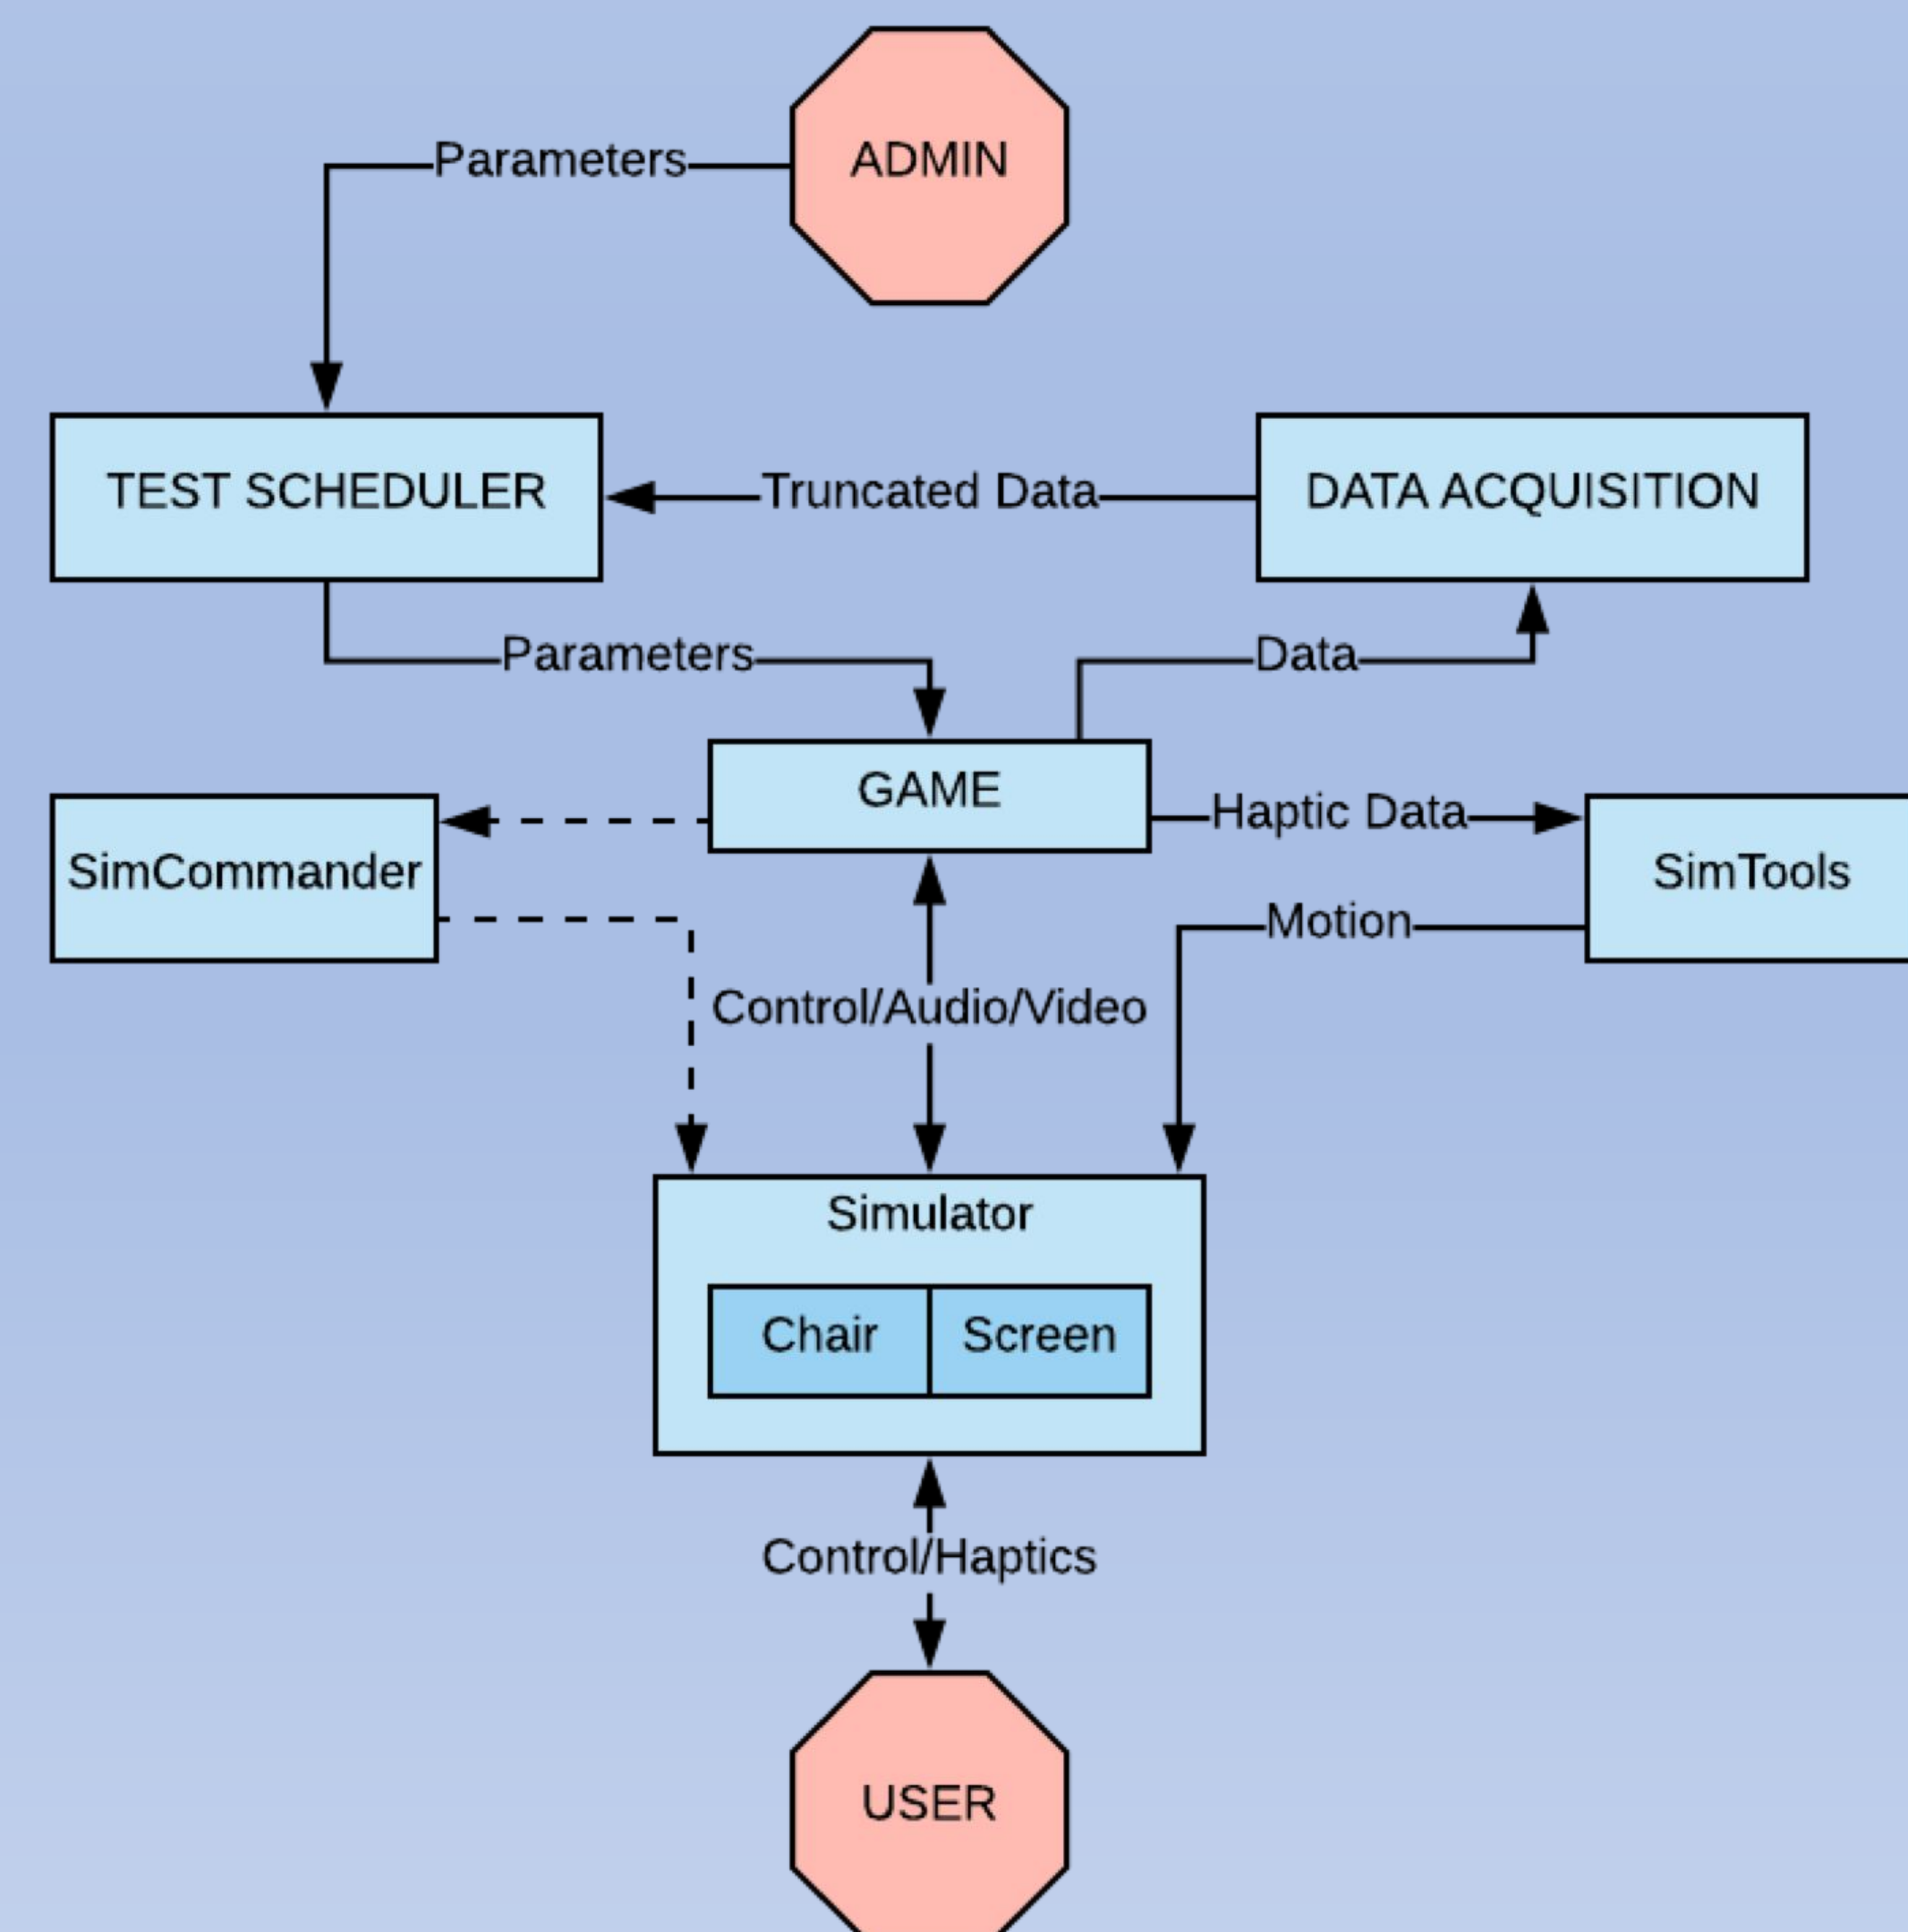 ADMIN
Parameters
TEST SCHEDULER
Truncated Data
DATA ACQUISITION
Parameters
Data
GAME
Haptic Data
SimCommander
SimTools
Motion
Control/Audio/Video
Simulator
Chair
Screen
Control/Haptics
USER